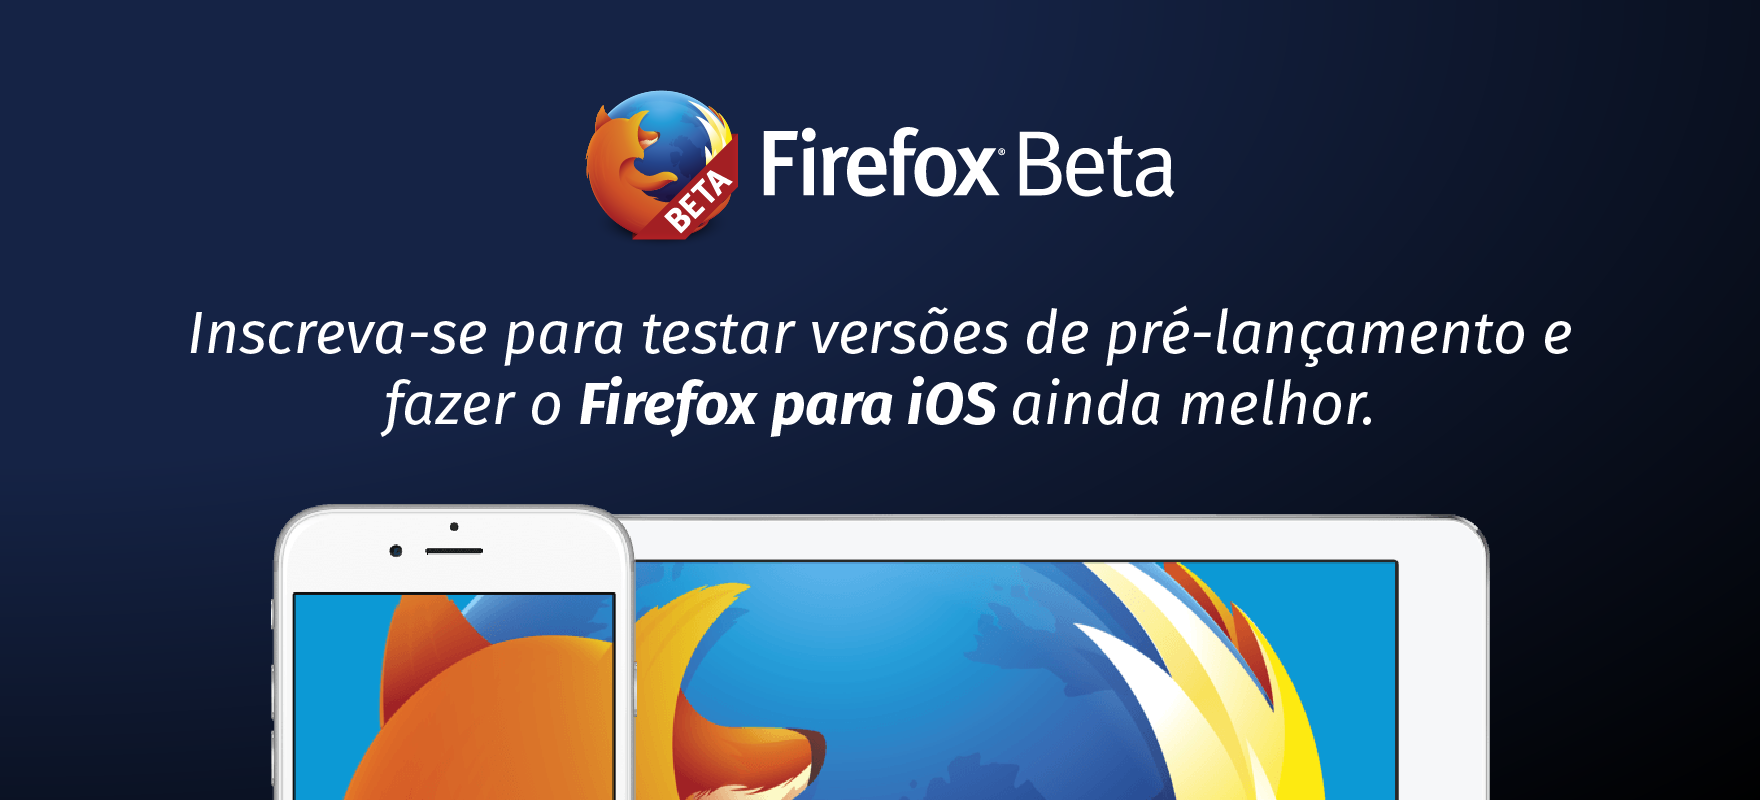 BETA
Firefox® Beta
Inscreva-se para testar versões de pré-lançamento e
fazer o Firefox para iOS ainda melhor.